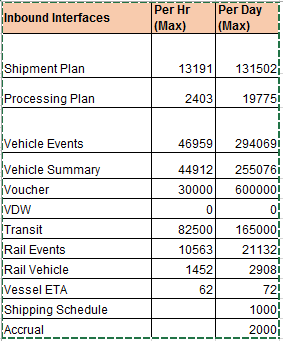 Inbound Interfaces Per Hr (Max) Per Day (Max)
Shipment Plan 13191 131502
Processing Plan 2403 19775
Vehicle Events 46959 294069
Vehicle Summary 44912 255076
Voucher 30000 600000
VDW 0 0
Transit 82500 165000
Rail Events 10563 21132
Rail Vehicle 1452 2908
Vessel ETA 62 72
Shipping Schedule 1000
Accrual 2000